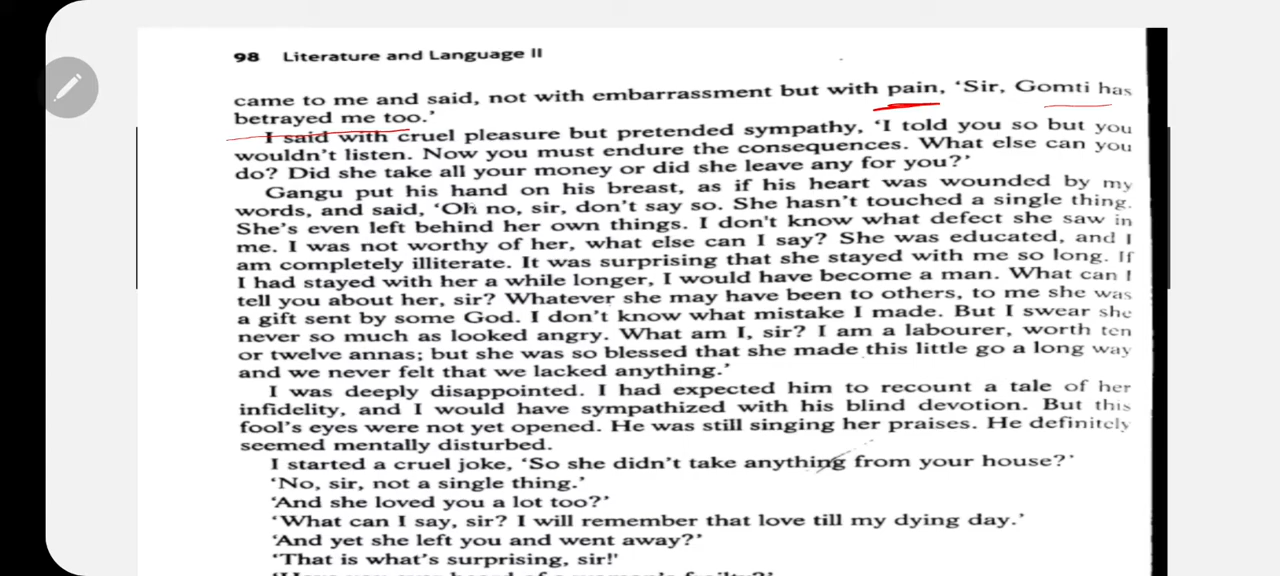 98 Literature and Language II
came to me and said, not with embarrassment but with pain, 'Sir, Gomti has
betrayed me too.'
I said with cruel pleasure but pretended sympathy, 'I told you so but you
wouldn't listen. Now you must endure the consequences. What else can you
do? Did she take all your money or did she leave any for you?'
Gangu put his hand on his breast, as if his heart was wounded by my
words, and said, 'Oh no, sir, don't say so. She hasn't touched a single thing.
She's even left behind her own things. I don't know what defect she saw in
me. I was not worthy of her, what else can I say? She was educated, and I
am completely illiterate. It was surprising that she stayed with me so long. If
I had stayed with her a while longer, I would have become a man. What can I
tell you about her, sir? Whatever she may have been to others, to me she was
a gift sent by some God. I don't know what mistake I made. But I swear she
never so much as looked angry. What am I, sir? I am a labourer, worth ten
or twelve annas; but she was so blessed that she made this little go a long way
and we never felt that we lacked anything.'
I was deeply disappointed. I had expected him to recount a tale of her
infidelity, and I would have sympathized with his blind devotion. But this
fool's eyes were not yet opened. He was still singing her praises. He definitely
seemed mentally disturbed.
I started a cruel joke, 'So she didn't take anything from your house?'
'No, sir, not a single thing.'
'And she loved you a lot too?'
'What can I say, sir? I will remember that love till my dying day.'
'And yet she left you and went away?'
'That is what's surprising, sir!'
'Have you ever heard of a woman's frailty?'